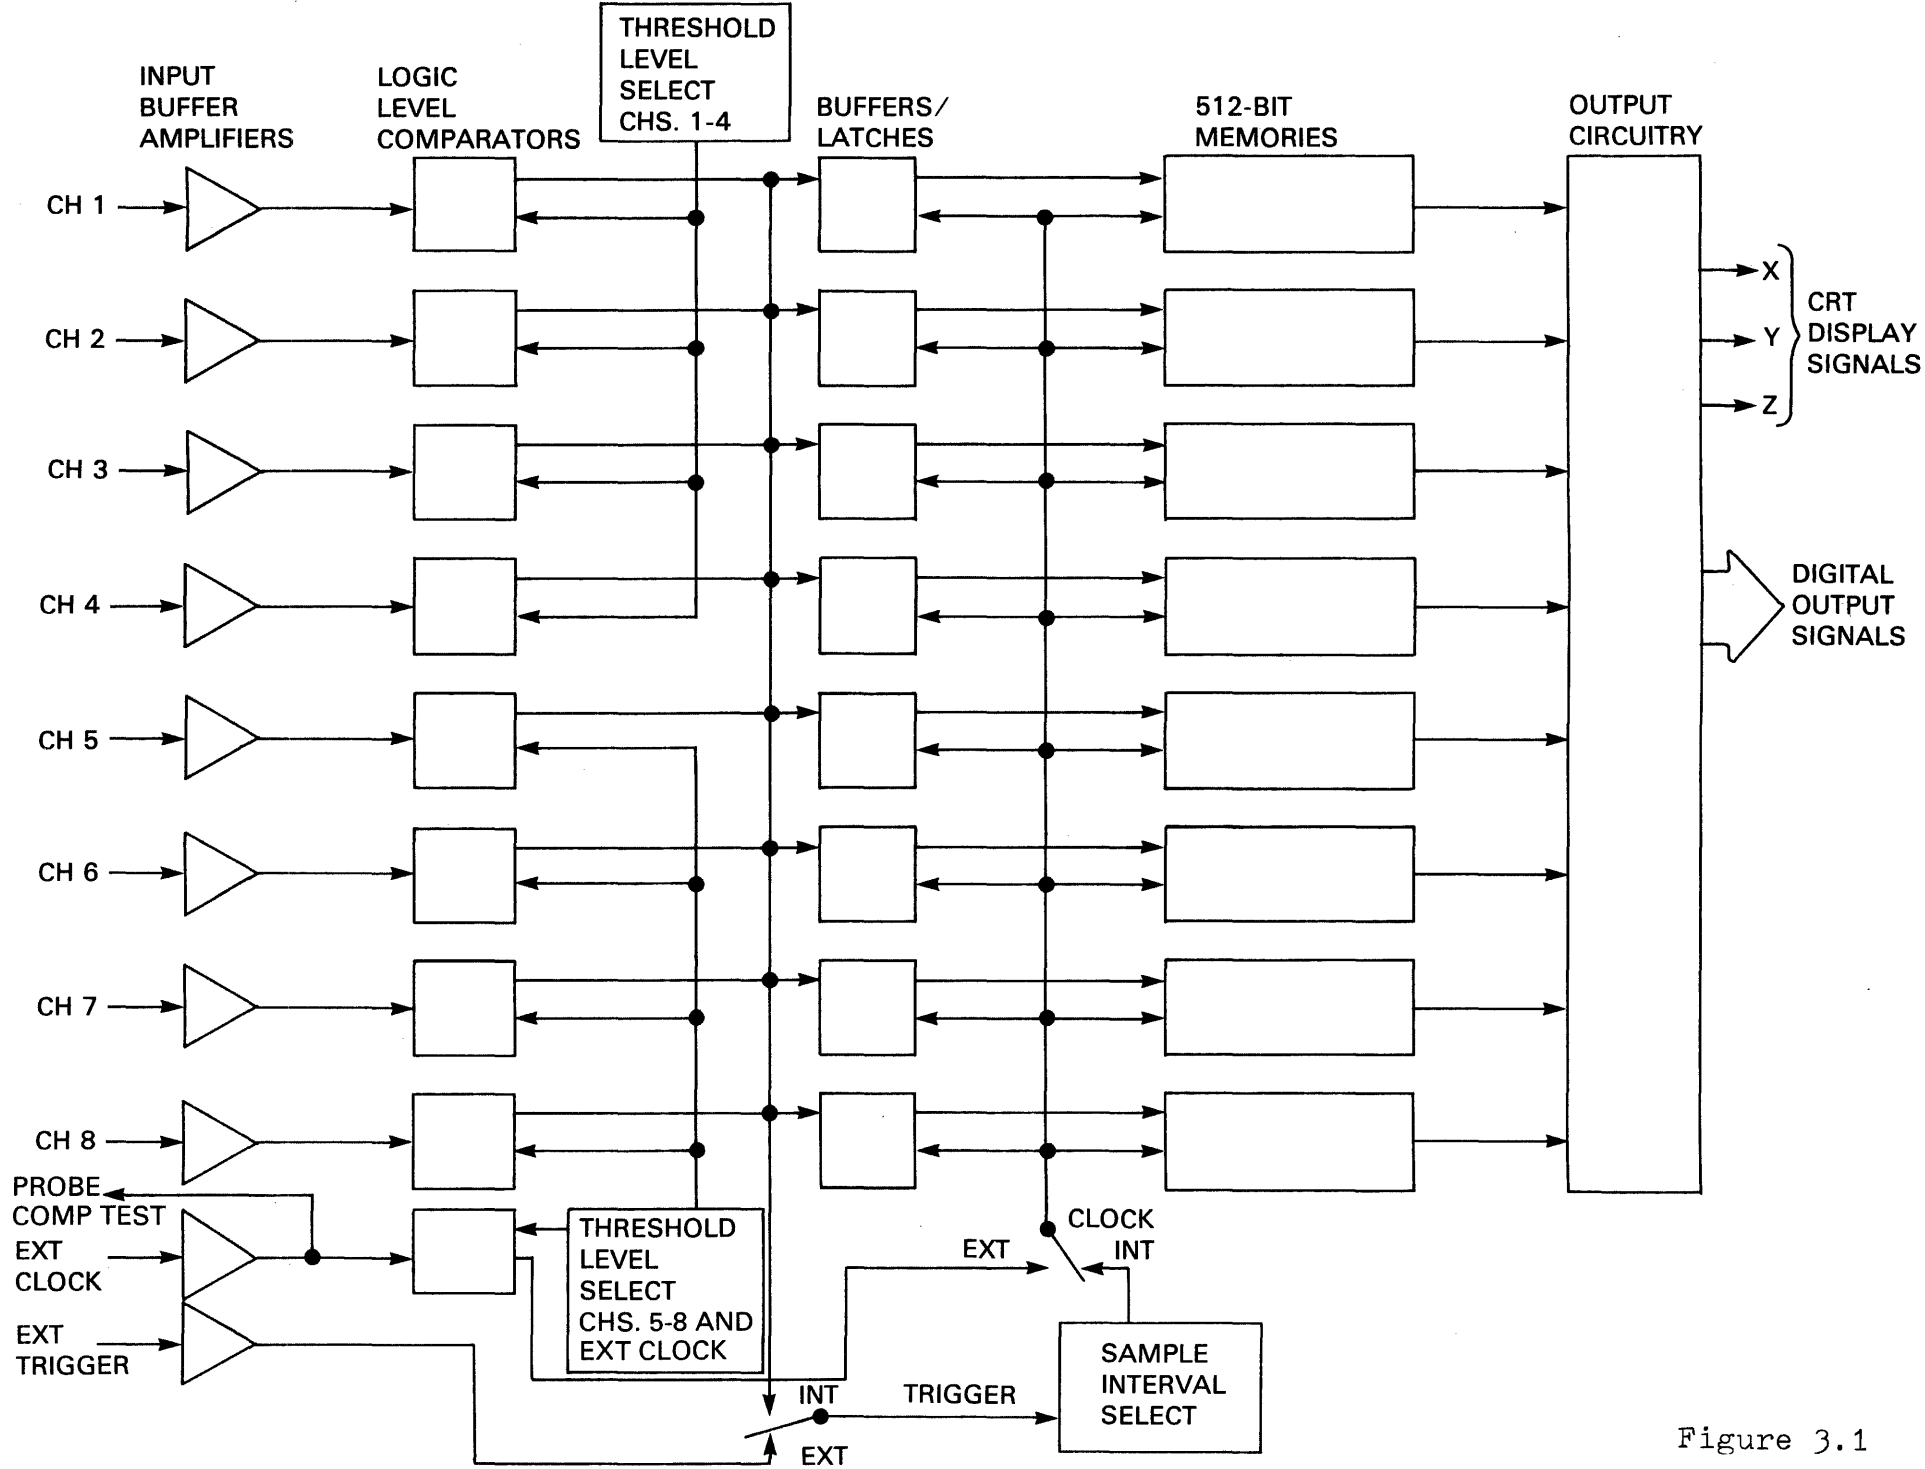 THRESHOLD
LEVEL
SELECT
CHS. 1-4
INPUT
BUFFER
AMPLIFIERS
LOGIC
LEVEL
COMPARATORS
BUFFERS/
LATCHES
512-BIT
MEMORIES
OUTPUT
CIRCUITRY
CH 1
CH 2
CH 3
CH 4
CH 5
CH 6
CH 7
CH 8
X
Y
Z
CRT
DISPLAY
SIGNALS
DIGITAL
OUTPUT
SIGNALS
PROBE
COMP TEST
EXT
CLOCK
EXT
TRIGGER
THRESHOLD
LEVEL
SELECT
CHS. 5-8 AND
EXT CLOCK
CLOCK
EXT
INT
INT
TRIGGER
EXT
SAMPLE
INTERVAL
SELECT
Figure 3.1